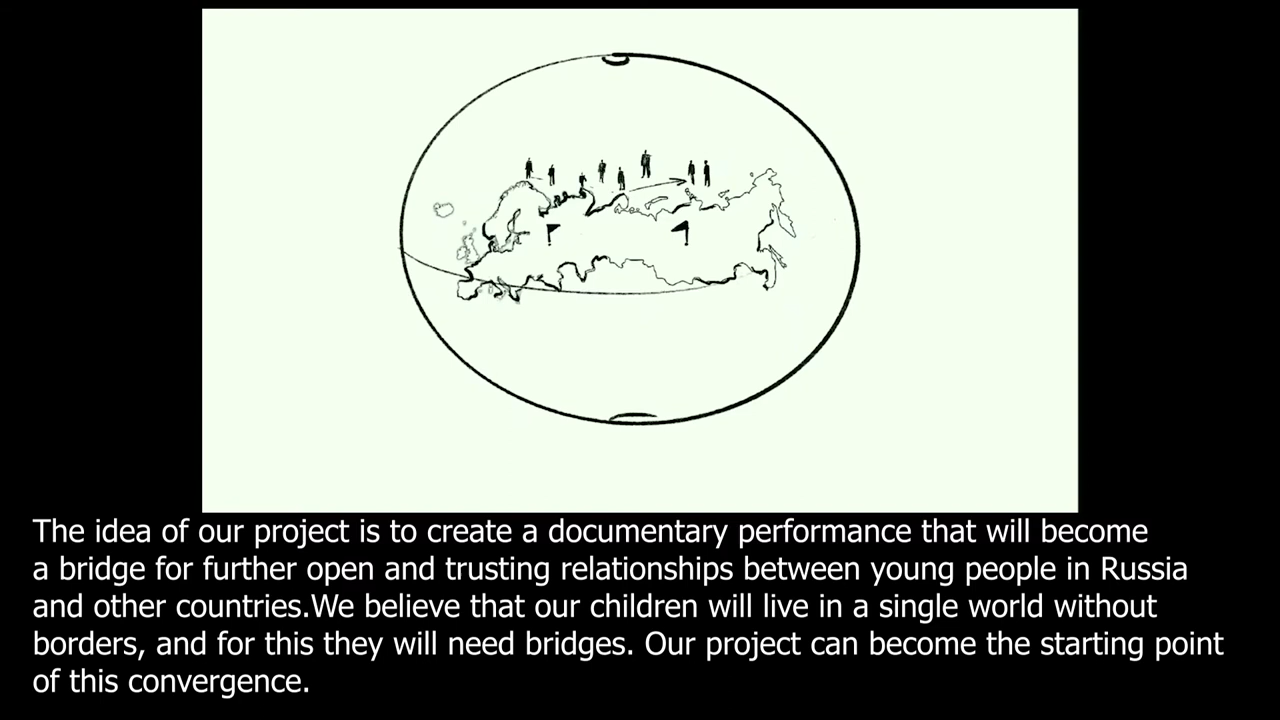 The idea of our project is to create a documentary performance that will become
a bridge for further open and trusting relationships between young people in Russia
and other countries.We believe that our children will live in a single world without
borders, and for this they will need bridges. Our project can become the starting point
of this convergence.